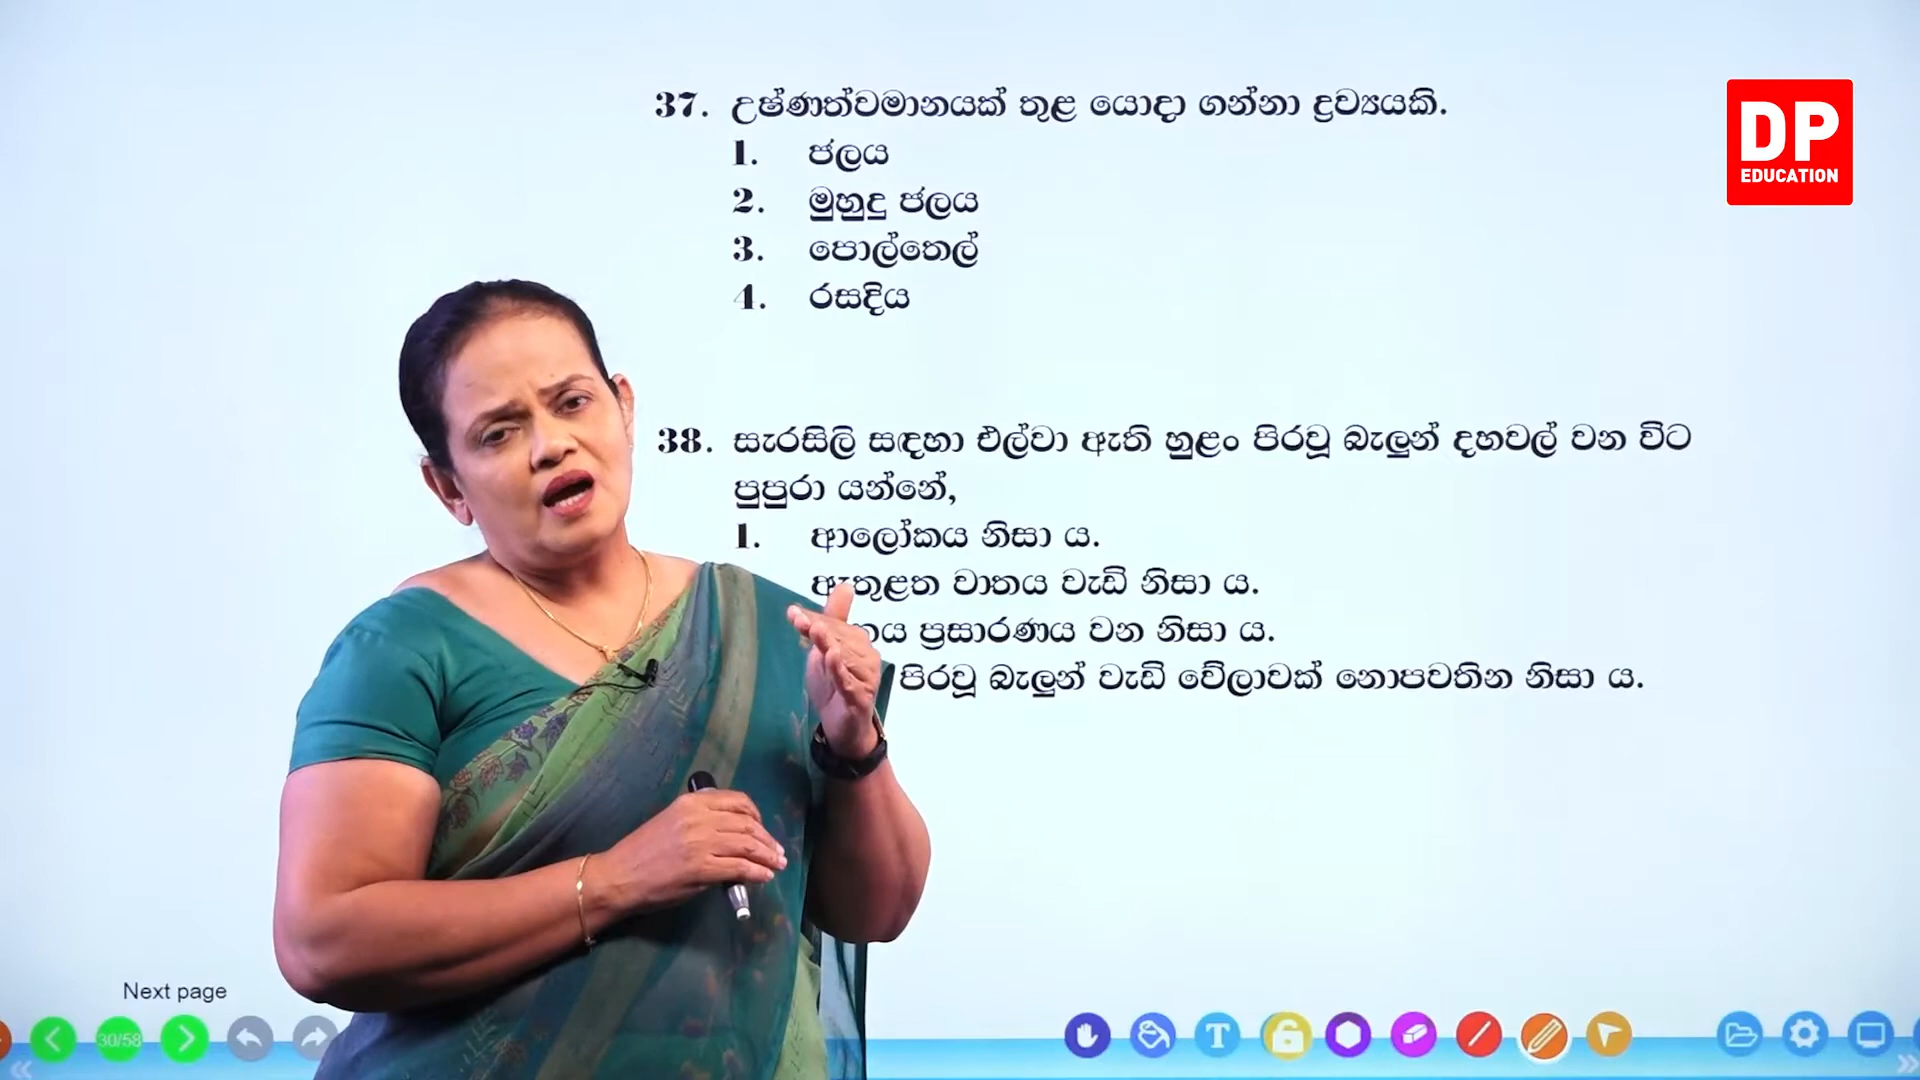 37. උෂ්ණත්වමානයක් තුළ යොදා ගන්නා ද්‍රව්‍යයකි.
1. ජලය
2. මුහුදු ජලය
3. පොල්තෙල්
4. රසදිය
DP
EDUCATION
38. සැරසිලි සඳහා එල්වා ඇති හුළං පිරවූ බැලුන් දහවල් වන විට
පුපුරා යන්නේ,
1. ආලෝකය නිසා ය.
ඇතුළත වාතය වැඩි නිසා ය.
ප්‍රසාරණය වන නිසා ය.
පිරවූ බැලුන් වැඩි වේලාවක් නොපවතින නිසා ය.
Next page
30/58